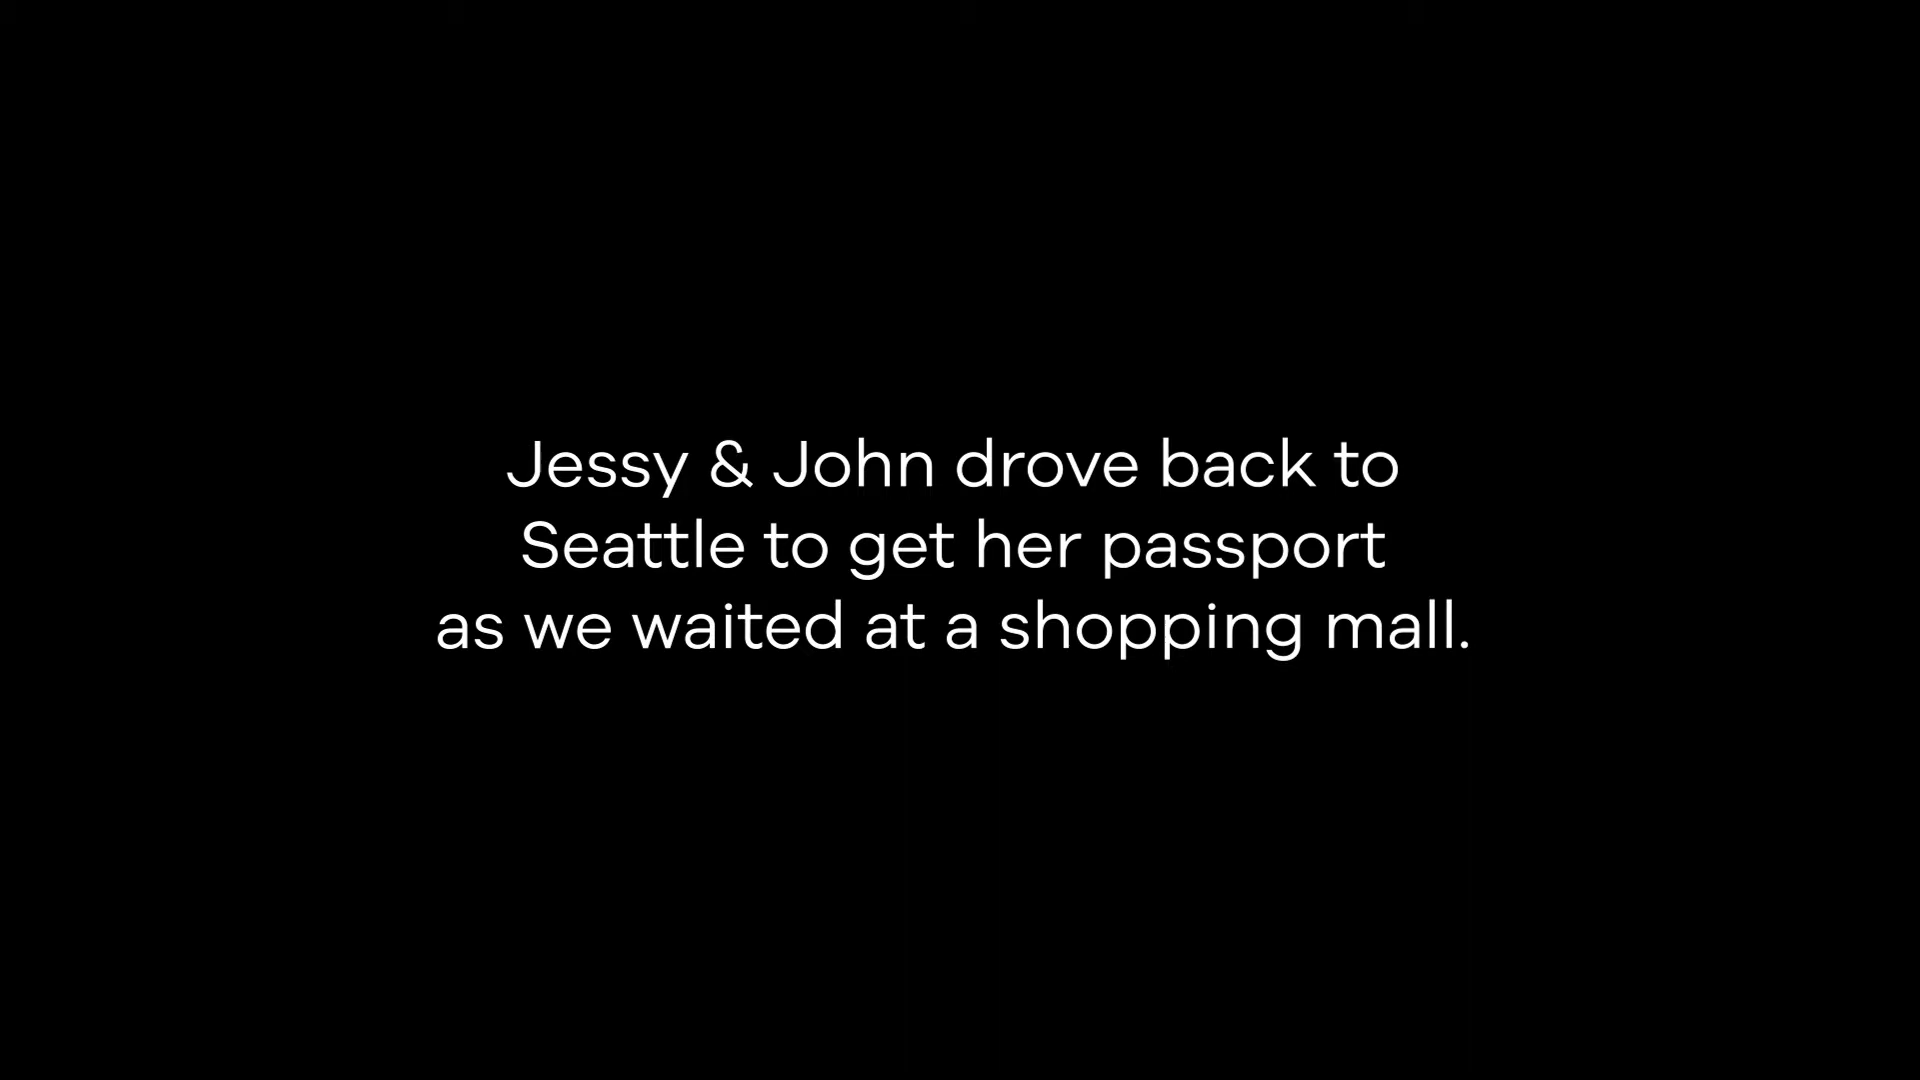 Jessy & John drove back to
Seattle to get her passport
as we waited at a shopping mall.